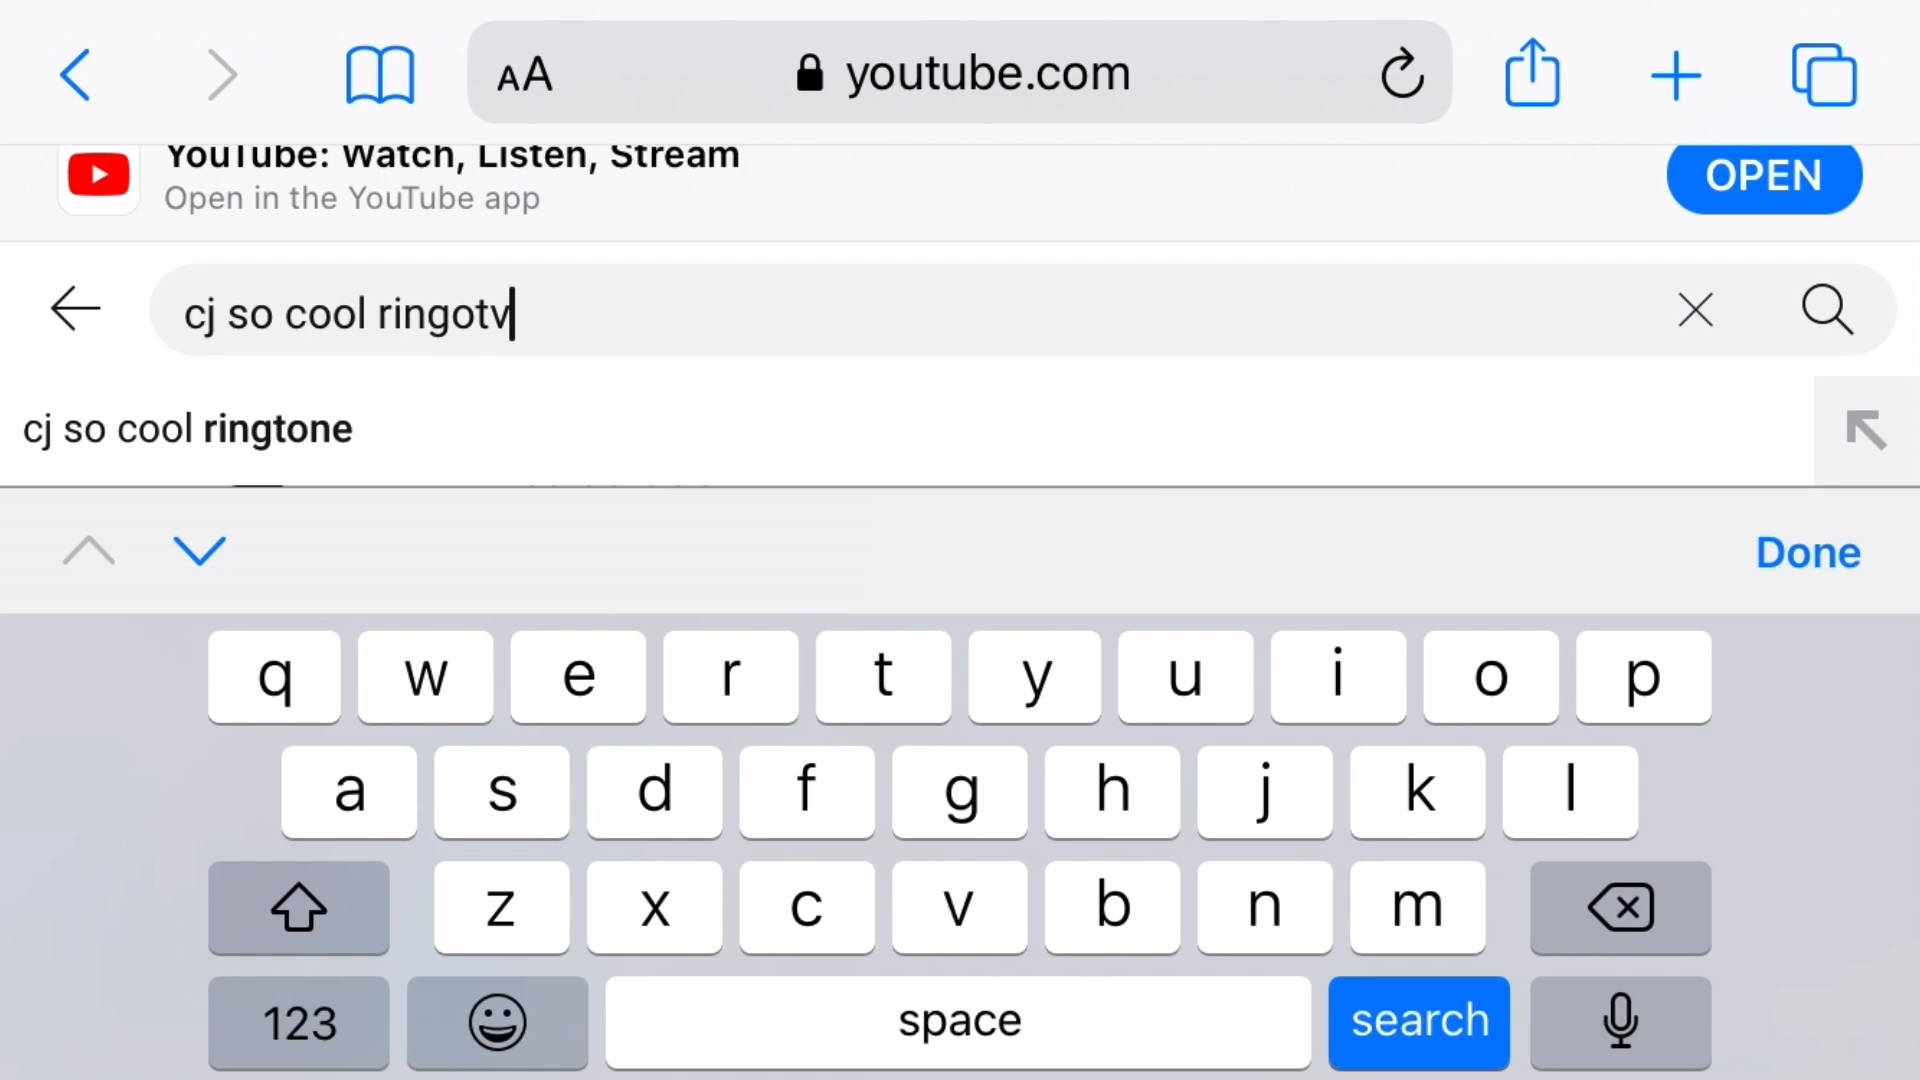 AA youtube.com
YouTube: Watch, Listen, Stream
Open in the YouTube app
OPEN
cj so cool ringotv
cj so cool ringtone
Done
q w e r t y u i o p
a s d f g h j k l
z x c v b n m
123 space search